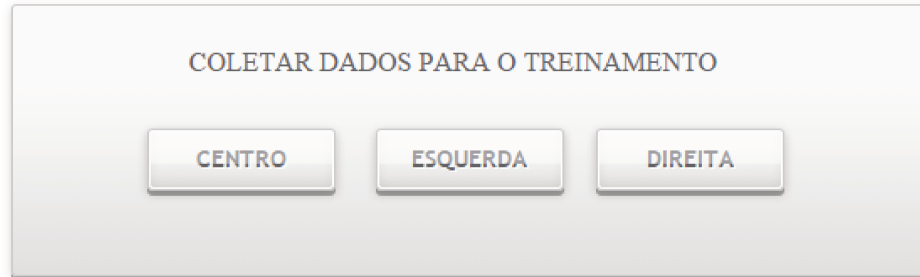 COLETAR DADOS PARA O TREINAMENTO
CENTRO ESQUERDA DIREITA